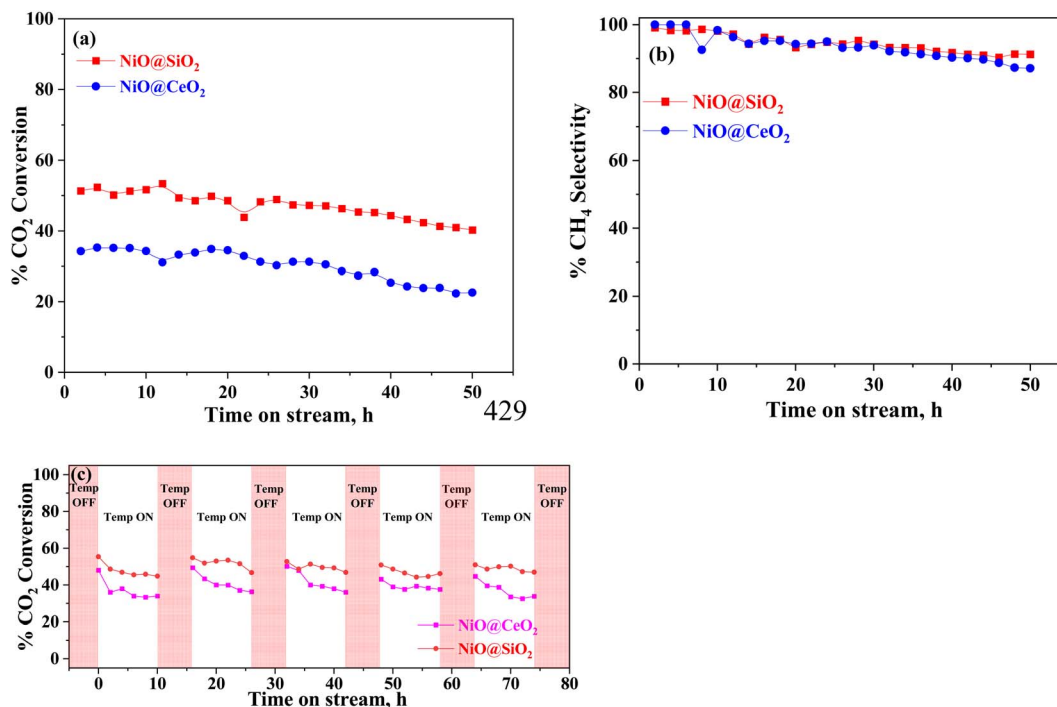 (a)
NiO@SiO₂
NiO@CeO₂
% CO₂ Conversion
100
80
60
40
20
0
0 10 20 30 40 50
Time on stream, h
429
(b)
NiO@SiO₂
NiO@CeO₂
% CH₄ Selectivity
100
80
60
40
20
0
0 10 20 30 40 50
Time on stream, h
(c)
% CO₂ Conversion
100
80
60
40
20
0
Temp OFF
Temp ON
Temp OFF
Temp ON
Temp OFF
Temp ON
Temp OFF
Temp ON
Temp OFF
Temp ON
Temp OFF
NiO@CeO₂
NiO@SiO₂
0 10 20 30 40 50 60 70 80
Time on stream, h